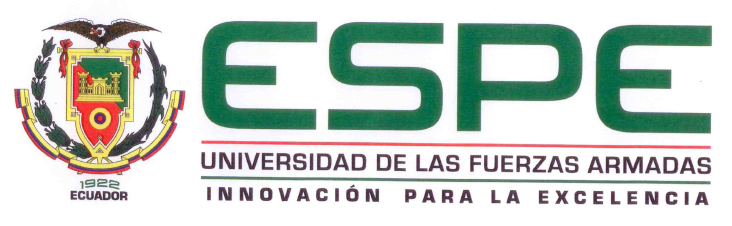 ESPE
UNIVERSIDAD DE LAS FUERZAS ARMADAS
INNOVACIÓN PARA LA EXCELENCIA
1922
ECUADOR